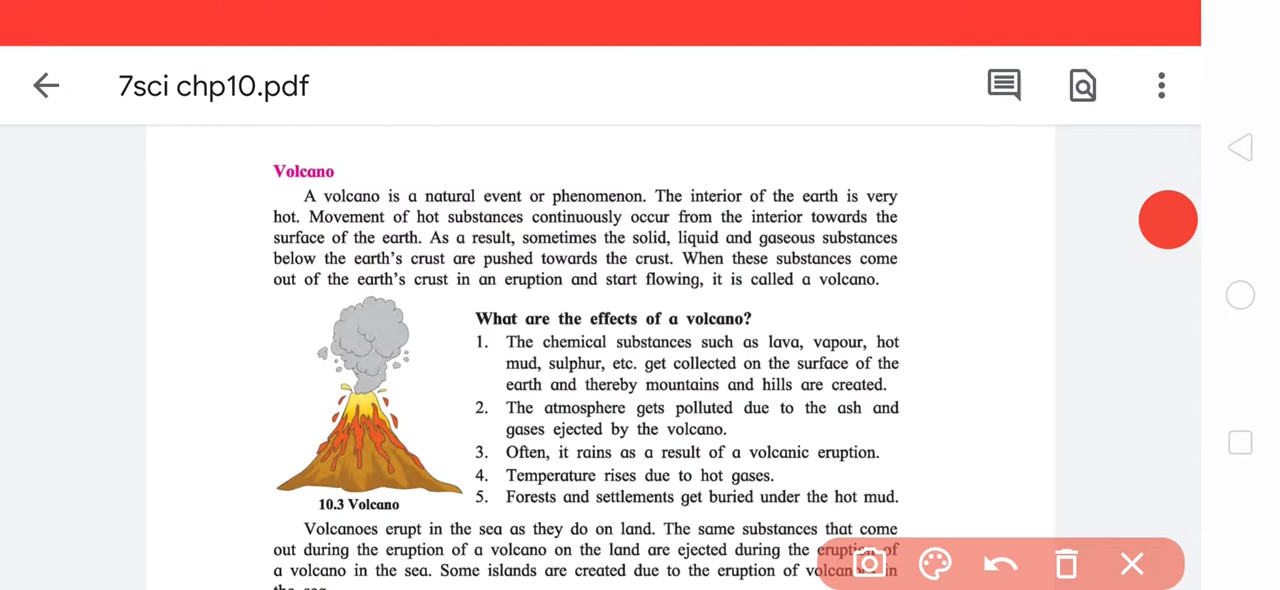 7sci chp10.pdf
Volcano
A volcano is a natural event or phenomenon. The interior of the earth is very
hot. Movement of hot substances continuously occur from the interior towards the
surface of the earth. As a result, sometimes the solid, liquid and gaseous substances
below the earth's crust are pushed towards the crust. When these substances come
out of the earth's crust in an eruption and start flowing, it is called a volcano.
What are the effects of a volcano?
1. The chemical substances such as lava, vapour, hot
mud, sulphur, etc. get collected on the surface of the
earth and thereby mountains and hills are created.
2. The atmosphere gets polluted due to the ash and
gases ejected by the volcano.
3. Often, it rains as a result of a volcanic eruption.
4. Temperature rises due to hot gases.
5. Forests and settlements get buried under the hot mud.
10.3 Volcano
Volcanoes erupt in the sea as they do on land. The same substances that come
out during the eruption of a volcano on the land are ejected during the eruption of
a volcano in the sea. Some islands are created due to the eruption of volcanoes in
the sea.